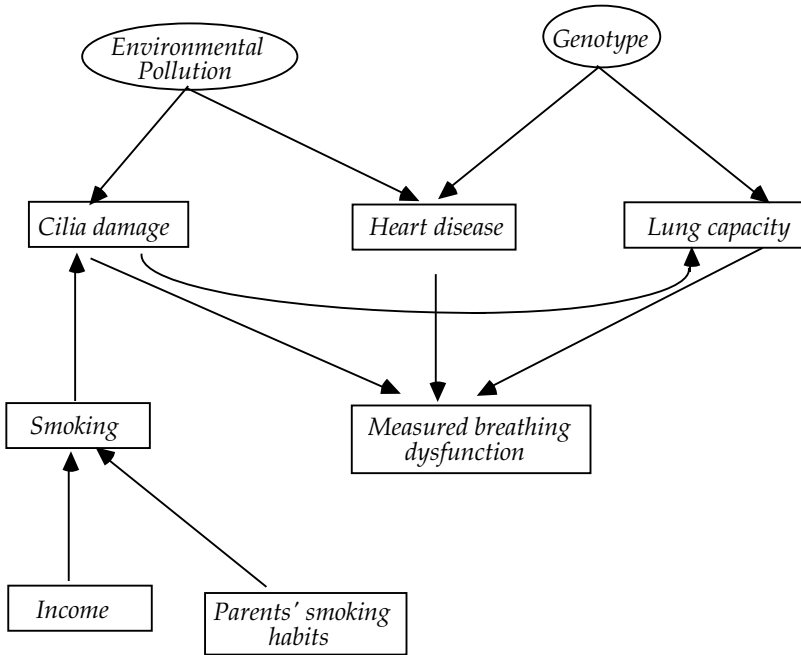 Environmental
Pollution
Genotype
Cilia damage
Heart disease
Lung capacity
Smoking
Measured breathing
dysfunction
Income
Parents' smoking
habits